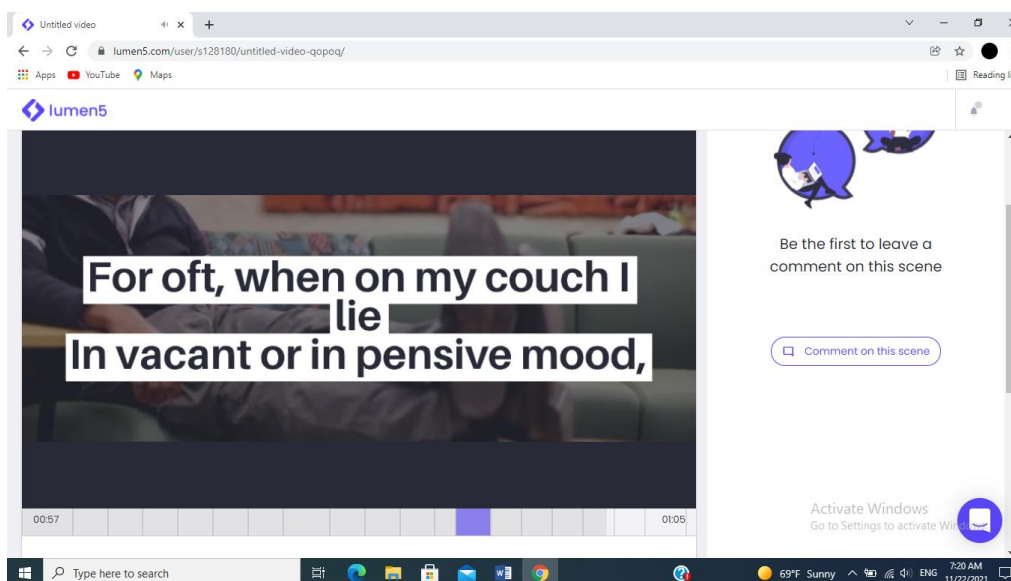 Untitled video
lumen5.com/user/s128180/untitled-video-qopoq/
Apps YouTube Maps
Reading li
lumen5
For oft, when on my couch I
lie
In vacant or in pensive mood,
Be the first to leave a
comment on this scene
Comment on this scene
00:57
01:05
Activate Windows
Go to Settings to activate Windows.
Type here to search
69°F Sunny
ENG
7:20 AM
11/22/2021